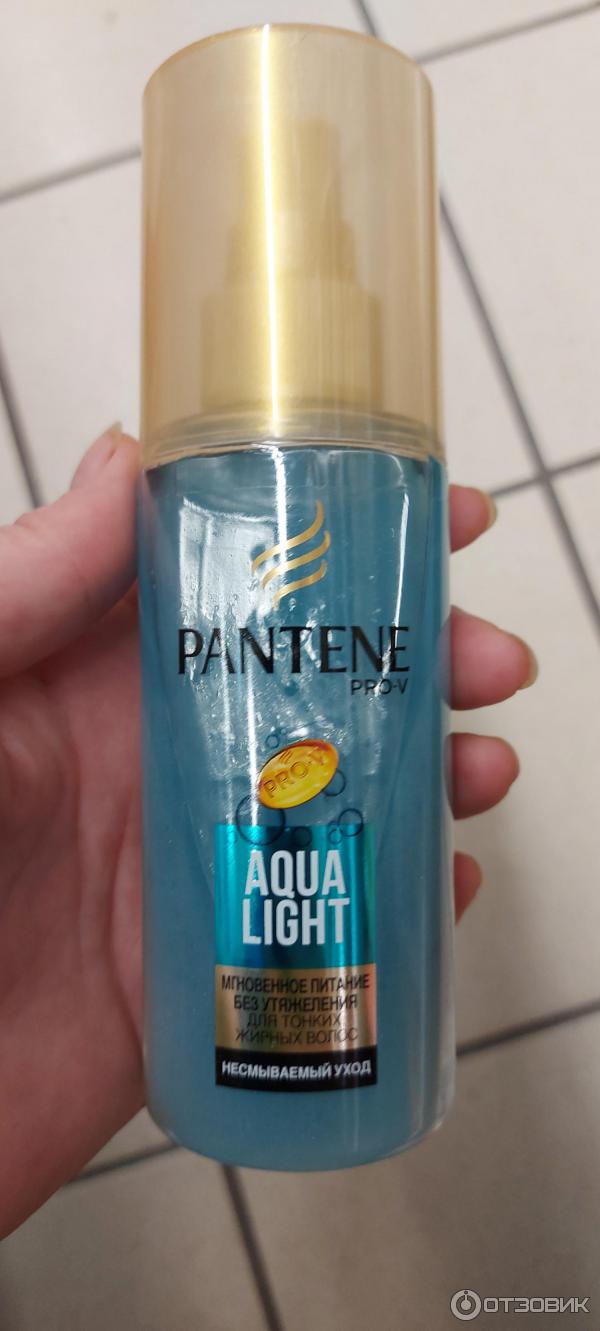 PANTENE
PRO-V
PRO-V
AQUA
LIGHT
МГНОВЕННОЕ ПИТАНИЕ
БЕЗ УТЯЖЕЛЕНИЯ
ДЛЯ ТОНКИХ
ЖИРНЫХ ВОЛОС
НЕСМЫВАЕМЫЙ УХОД
ОТЗОВИК